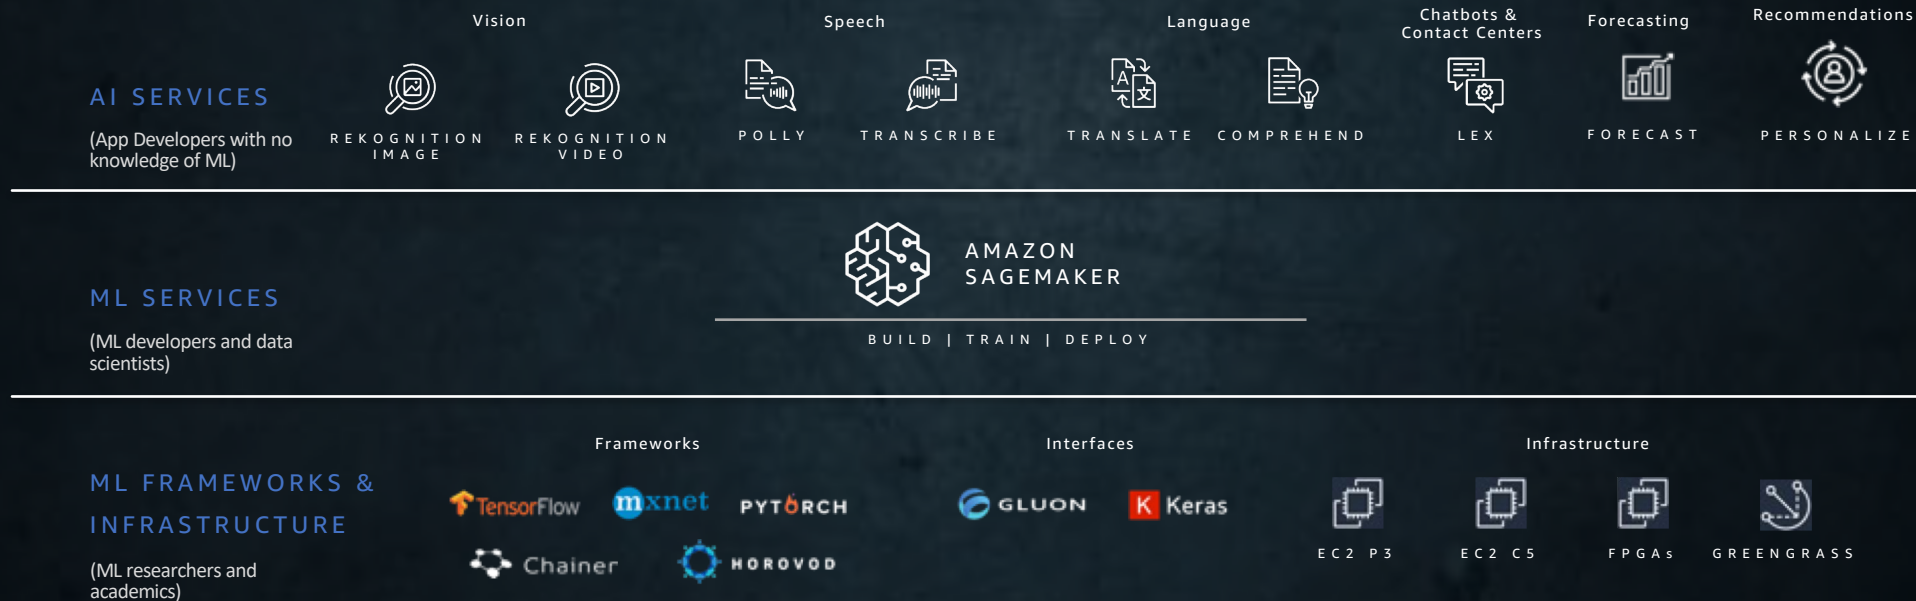 Vision
Speech
Language
Chatbots &
Contact Centers
Forecasting
Recommendations
AI SERVICES
(App Developers with no
knowledge of ML)
REKOGNITION
IMAGE
REKOGNITION
VIDEO
POLLY
TRANSCRIBE
TRANSLATE
COMPREHEND
LEX
FORECAST
PERSONALIZE
ML SERVICES
(ML developers and data
scientists)
AMAZON
SAGEMAKER
BUILD | TRAIN | DEPLOY
ML FRAMEWORKS &
INFRASTRUCTURE
(ML researchers and
academics)
Frameworks
TensorFlow
mxnet
PYTORCH
Chainer
HOROVOD
Interfaces
GLUON
K Keras
Infrastructure
EC2 P3
EC2 C5
FPGAs
GREENGRASS